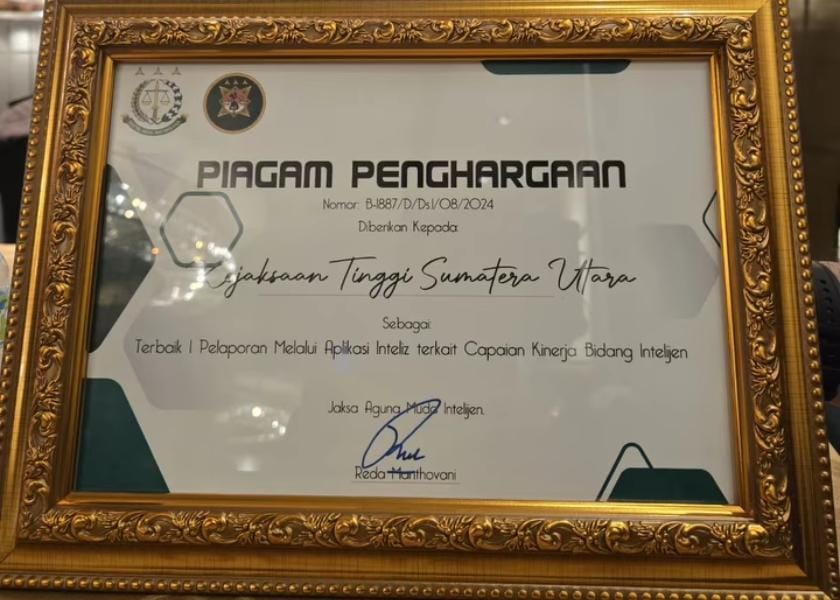 PIAGAM PENGHARGAAN
Nomor: B-1887/D/Ds.1/08/2024
Diberikan Kepada:
Kejaksaan Tinggi Sumatera Utara
Sebagai:
Terbaik 1 Pelaporan Melalui Aplikasi Inteliz terkait Capaian Kinerja Bidang Intelijen
Jaksa Agung Muda Intelijen.
Reda Manthovani